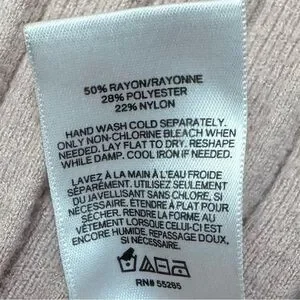 50% RAYON/RAYONNE
28% POLYESTER
22% NYLON
HAND WASH COLD SEPARATELY.
ONLY NON-CHLORINE BLEACH WHEN
NEEDED. LAY FLAT TO DRY. RESHAPE
WHILE DAMP. COOL IRON IF NEEDED.
LAVEZ À LA MAIN À L'EAU FROIDE
SÉPARÉMENT. UTILISEZ SEULEMENT
DU JAVELLISANT SANS CHLORE, SI
NÉCESSAIRE. ÉTENDRE À PLAT POUR
SÉCHER. RENDRE LA FORME AU
VÊTEMENT LORSQUE CELUI-CI EST
ENCORE HUMIDE. REPASSAGE DOUX,
SI NÉCESSAIRE.
RN# 55285